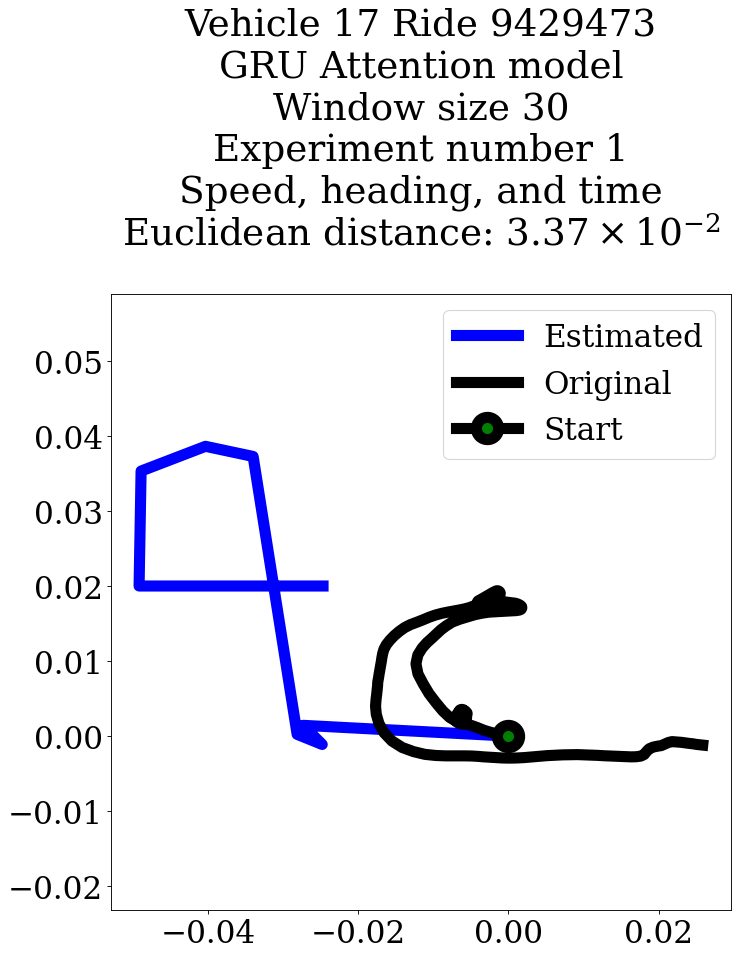 Vehicle 17 Ride 9429473
GRU Attention model
Window size 30
Experiment number 1
Speed, heading, and time
Euclidean distance: 3.37 × 10⁻²
Estimated
Original
Start
0.05
0.04
0.03
0.02
0.01
0.00
−0.01
−0.02
−0.04
−0.02
0.00
0.02